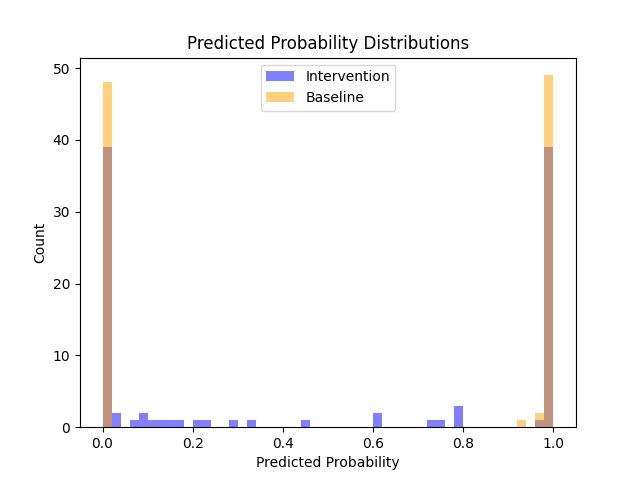 Predicted Probability Distributions
Intervention
Baseline
Count
50
40
30
20
10
0
0.0 0.2 0.4 0.6 0.8 1.0
Predicted Probability